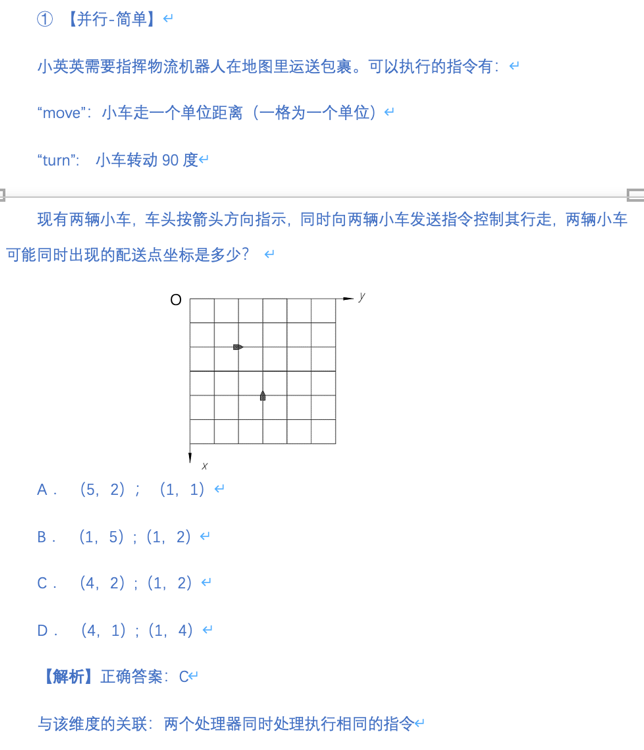 ① 【并行-简单】
小英英需要指挥物流机器人在地图里运送包裹。可以执行的指令有：
“move”：小车走一个单位距离（一格为一个单位）
“turn”： 小车转动 90 度
现有两辆小车，车头按箭头方向指示，同时向两辆小车发送指令控制其行走，两辆小车
可能同时出现的配送点坐标是多少？
O y
x
A． （5，2）； （1，1）
B． （1，5）；（1，2）
C． （4，2）；（1，2）
D． （4，1）；（1，4）
【解析】正确答案：C
与该维度的关联：两个处理器同时处理执行相同的指令